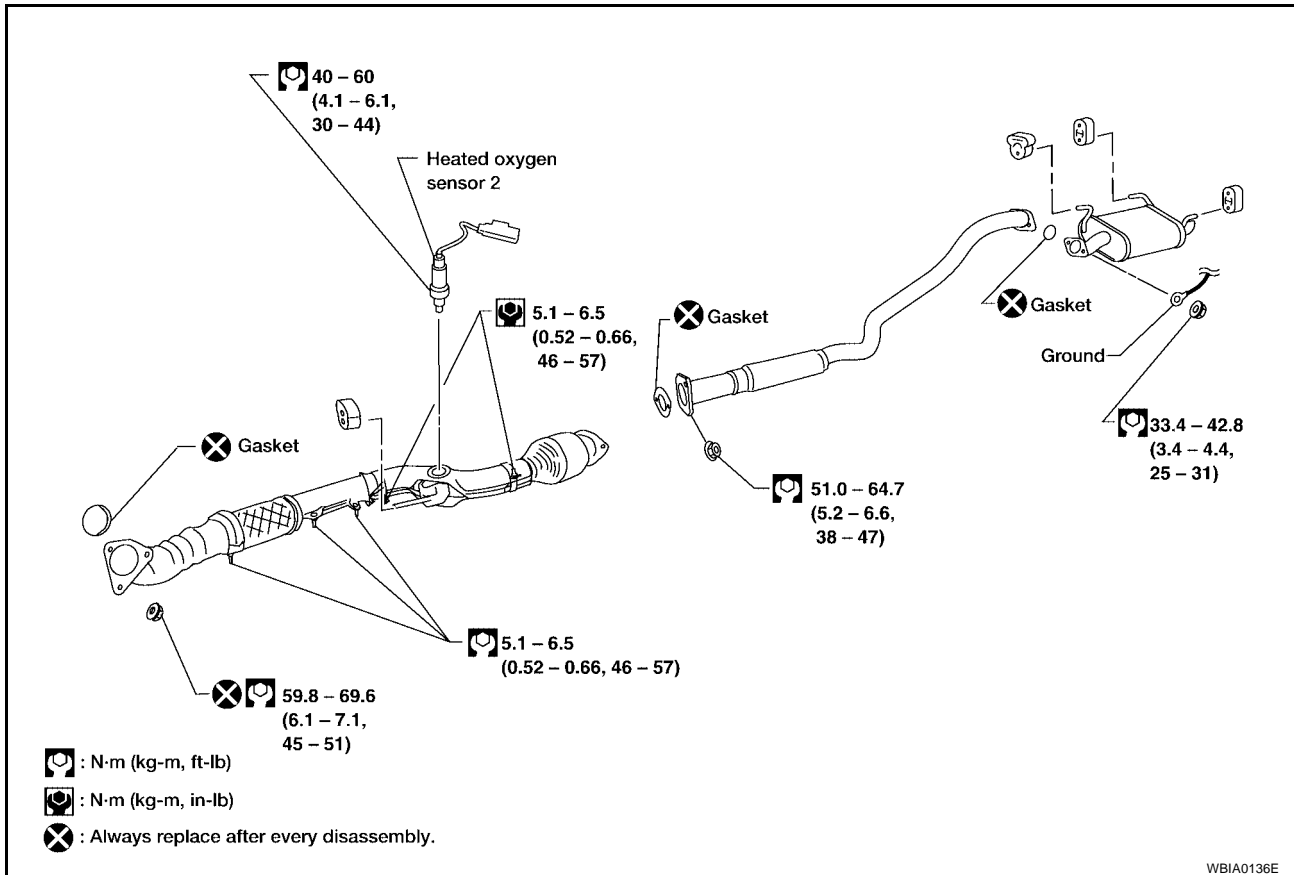 40 – 60
(4.1 – 6.1,
30 – 44)
Heated oxygen
sensor 2
5.1 – 6.5
(0.52 – 0.66,
46 – 57)
Gasket
Gasket
Ground
33.4 – 42.8
(3.4 – 4.4,
25 – 31)
Gasket
51.0 – 64.7
(5.2 – 6.6,
38 – 47)
5.1 – 6.5
(0.52 – 0.66, 46 – 57)
59.8 – 69.6
(6.1 – 7.1,
45 – 51)
: N·m (kg-m, ft-lb)
: N·m (kg-m, in-lb)
: Always replace after every disassembly.
WBIA0136E